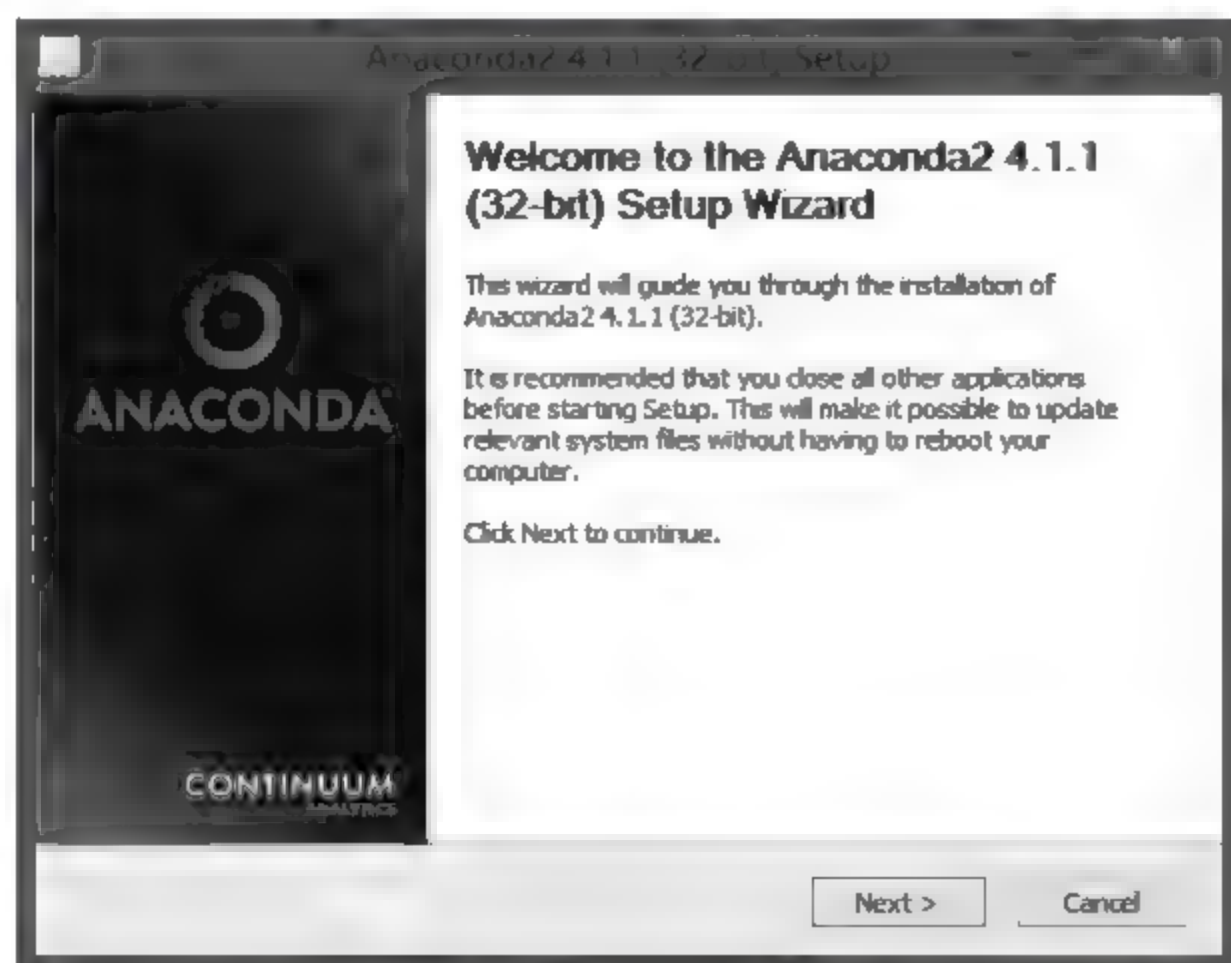 Anaconda2 4.1.1 (32-bit) Setup
Welcome to the Anaconda2 4.1.1
(32-bit) Setup Wizard
This wizard will guide you through the installation of
Anaconda2 4.1.1 (32-bit).
It is recommended that you close all other applications
before starting Setup. This will make it possible to update
relevant system files without having to reboot your
computer.
Click Next to continue.
ANACONDA
CONTINUUM
ANALYTICS
Next >
Cancel